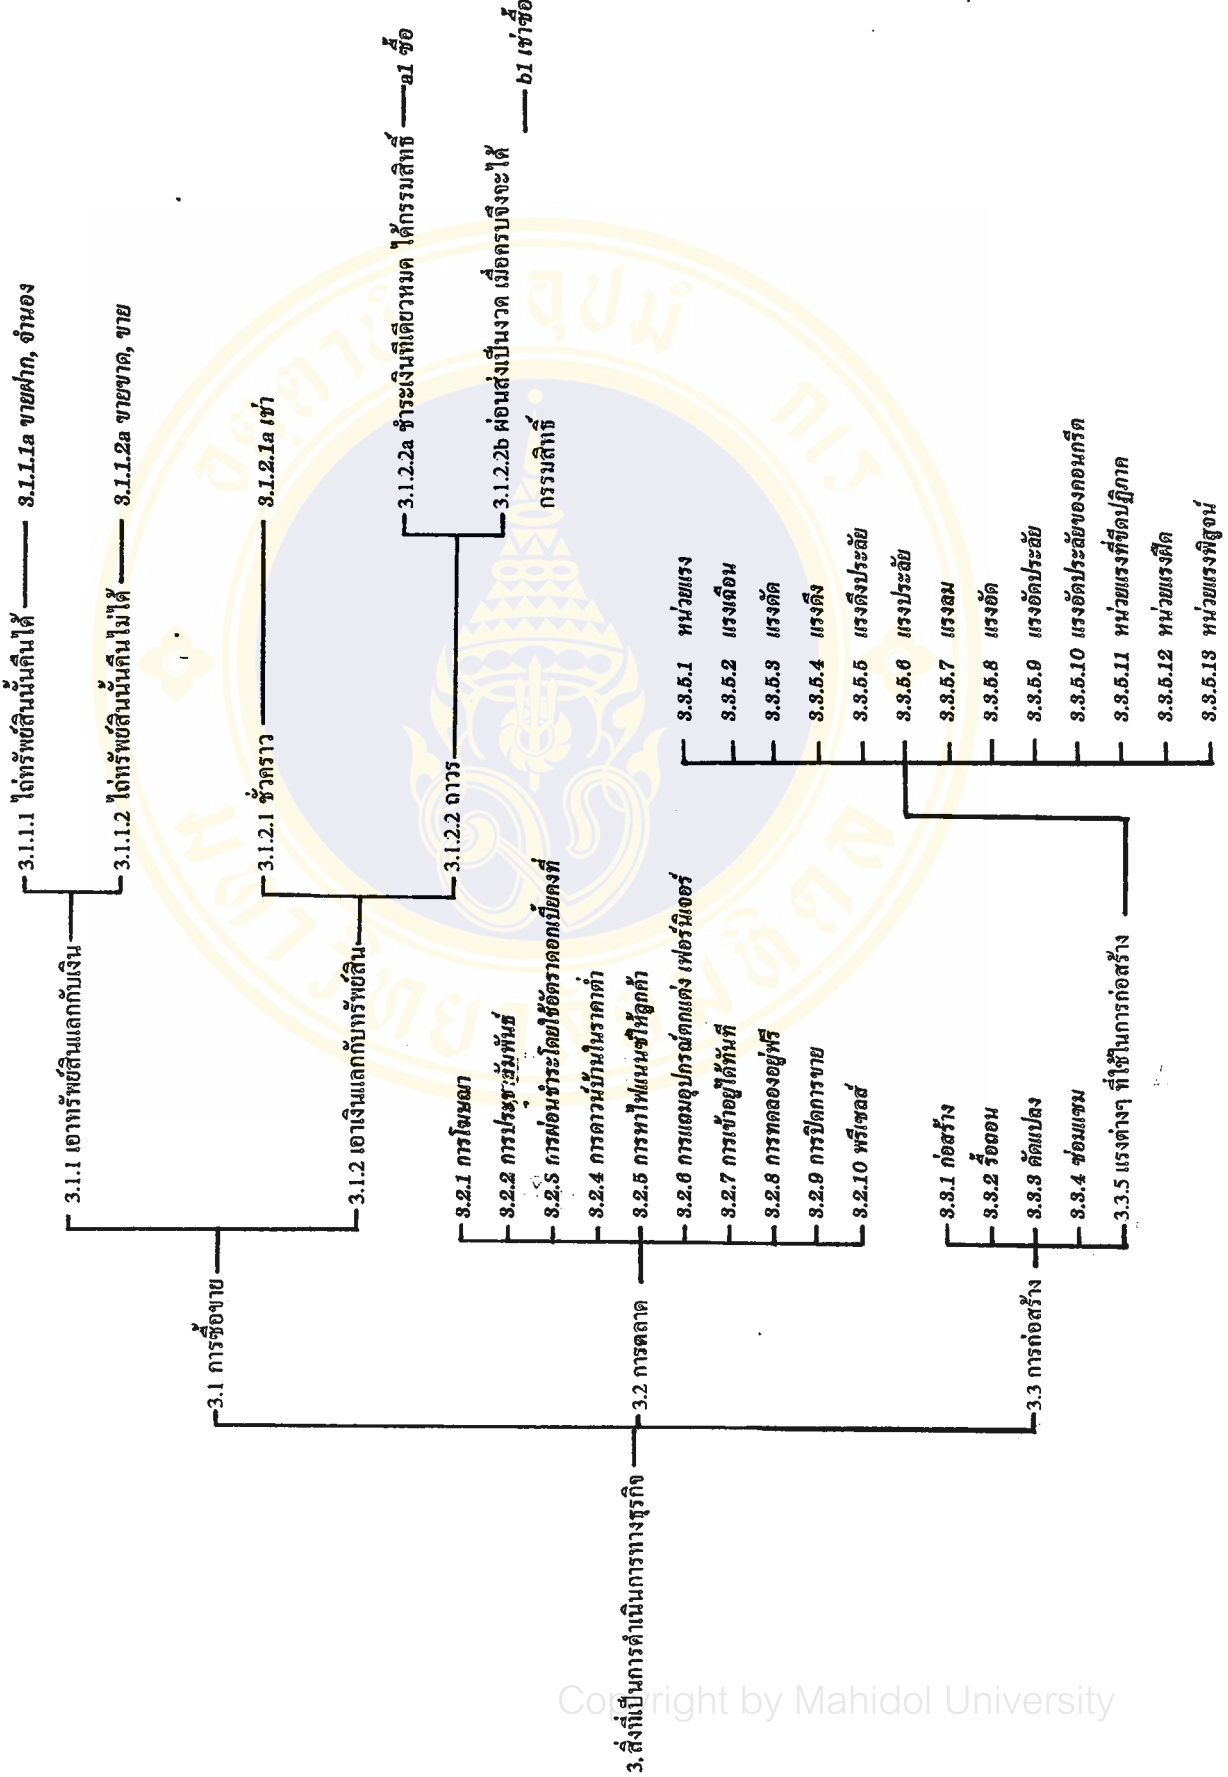 3. สิ่งที่เป็นการดำเนินการทางธุรกิจ
3.1 การซื้อขาย
3.1.1 เอาทรัพย์สินแลกกับเงิน
3.1.1.1 ไถ่ทรัพย์สินนั้นคืนได้
3.1.1.1a ขายฝาก, จำนอง
3.1.1.2 ไถ่ทรัพย์สินนั้นคืนไม่ได้
3.1.1.2a ขายขาด, ขาย
3.1.2 เอาเงินแลกกับทรัพย์สิน
3.1.2.1 ชั่วคราว
3.1.2.1a เช่า
3.1.2.2 ถาวร
3.1.2.2a ชำระเงินทีเดียวหมด ได้กรรมสิทธิ์
a1 ซื้อ
3.1.2.2b ผ่อนส่งเป็นงวด เมื่อครบจึงจะได้
กรรมสิทธิ์
b1 เช่าซื้อ
3.2 การตลาด
3.2.1 การโฆษณา
3.2.2 การประชาสัมพันธ์
3.2.3 การผ่อนชำระโดยใช้อัตราดอกเบี้ยคงที่
3.2.4 การดาวน์บ้านในราคาต่ำ
3.2.5 การหาไฟแนนซ์ให้ลูกค้า
3.2.6 การแถมอุปกรณ์ตกแต่ง เฟอร์นิเจอร์
3.2.7 การเข้าอยู่ได้ทันที
3.2.8 การทดลองอยู่ฟรี
3.2.9 การปิดการขาย
3.2.10 พรีเซลส์
3.3 การก่อสร้าง
3.3.1 ก่อสร้าง
3.3.2 รื้อถอน
3.3.3 ดัดแปลง
3.3.4 ซ่อมแซม
3.3.5 แรงต่างๆ ที่ใช้ในการก่อสร้าง
3.3.5.1 หน่วยแรง
3.3.5.2 แรงเฉือน
3.3.5.3 แรงดัด
3.3.5.4 แรงดึง
3.3.5.5 แรงดึงประลัย
3.3.5.6 แรงประลัย
3.3.5.7 แรงลม
3.3.5.8 แรงอัด
3.3.5.9 แรงอัดประลัย
3.3.5.10 แรงอัดประลัยของคอนกรีต
3.3.5.11 หน่วยแรงที่ขีดปฏิภาค
3.3.5.12 หน่วยแรงฝืด
3.3.5.13 หน่วยแรงพิสูจน์
มหาวิทยาลัยมหิดล
อตฺตานํ อุปมํ กเร
Copyright by Mahidol University